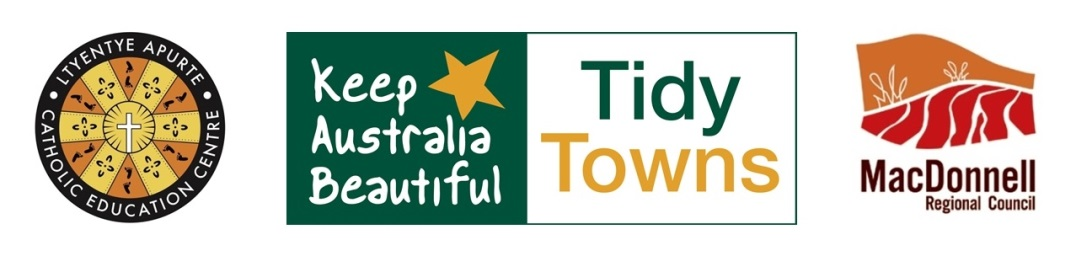 LTYENTYE APURTE
CATHOLIC EDUCATION CENTRE
Keep
Australia
Beautiful
Tidy
Towns
MacDonnell
Regional Council